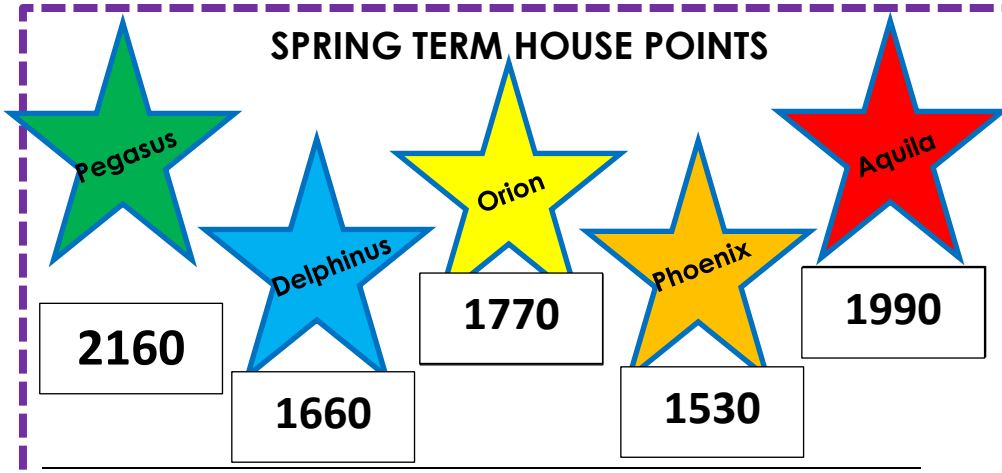 SPRING TERM HOUSE POINTS
Pegasus
Delphinus
Orion
Phoenix
Aquila
2160
1660
1770
1530
1990